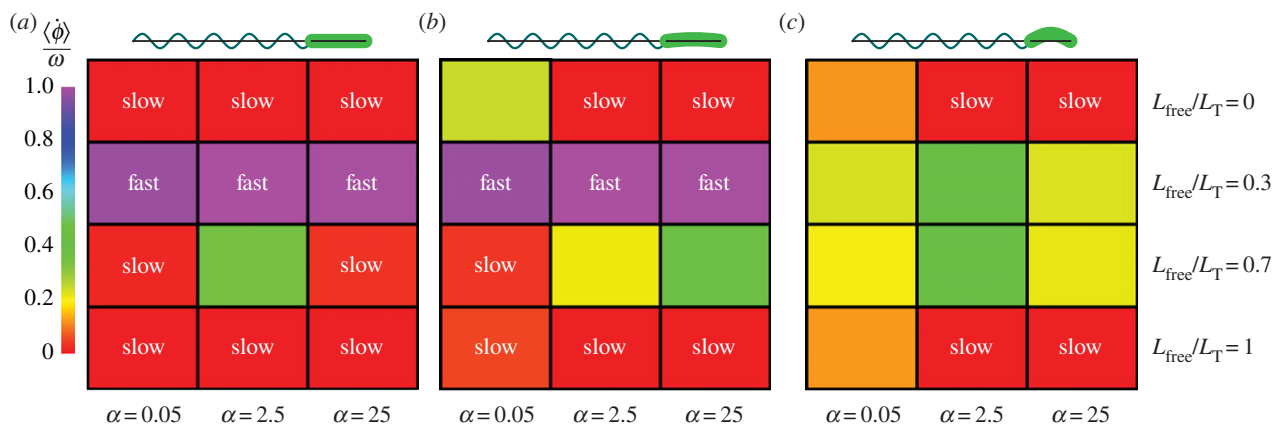 (a) (b) (c)
⟨ϕ̇⟩
ω
1.0 slow slow slow slow slow slow slow L_free/L_T = 0
0.8
0.6 fast fast fast fast fast fast L_free/L_T = 0.3
0.4
0.2 slow slow slow L_free/L_T = 0.7
0 slow slow slow slow slow slow slow slow L_free/L_T = 1
α = 0.05 α = 2.5 α = 25 α = 0.05 α = 2.5 α = 25 α = 0.05 α = 2.5 α = 25